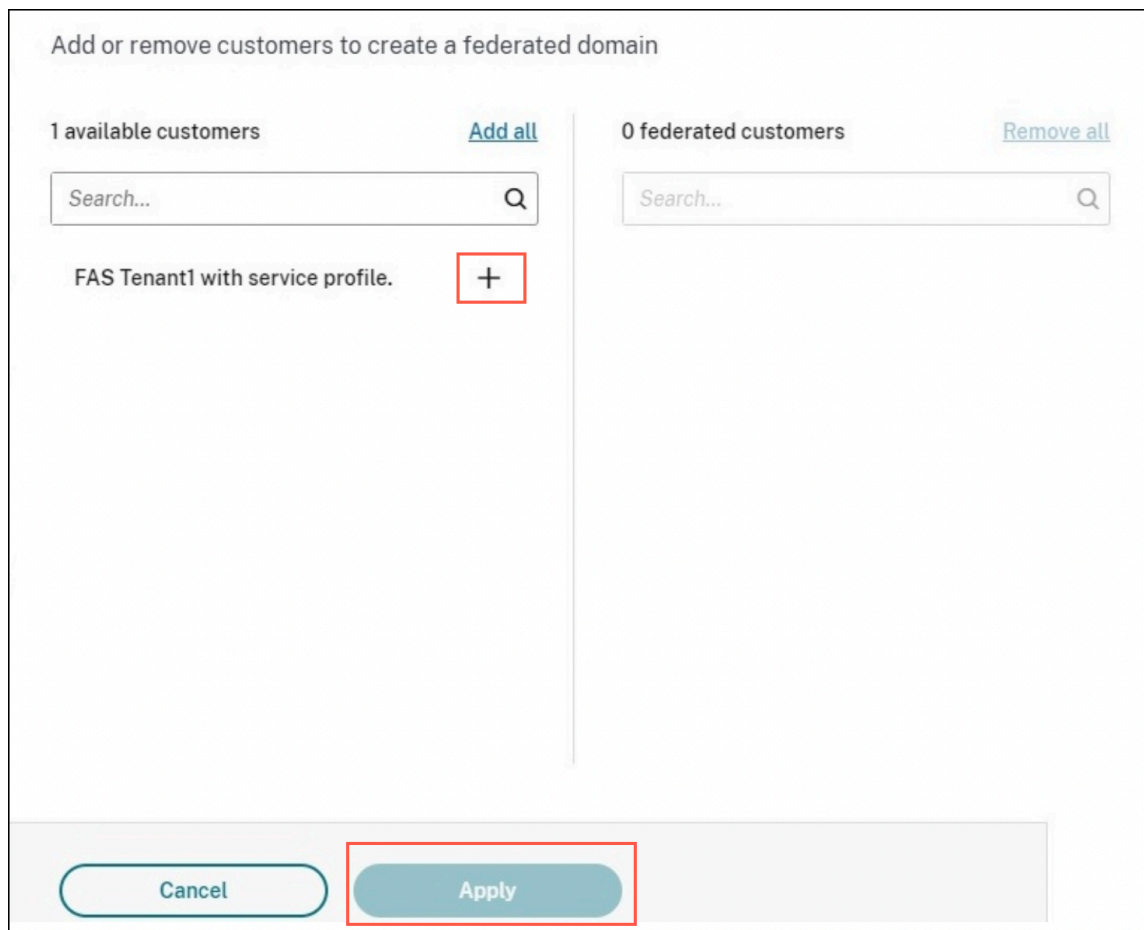 Add or remove customers to create a federated domain
1 available customers
Add all
Search...
FAS Tenant1 with service profile.
0 federated customers
Remove all
Search...
Cancel
Apply